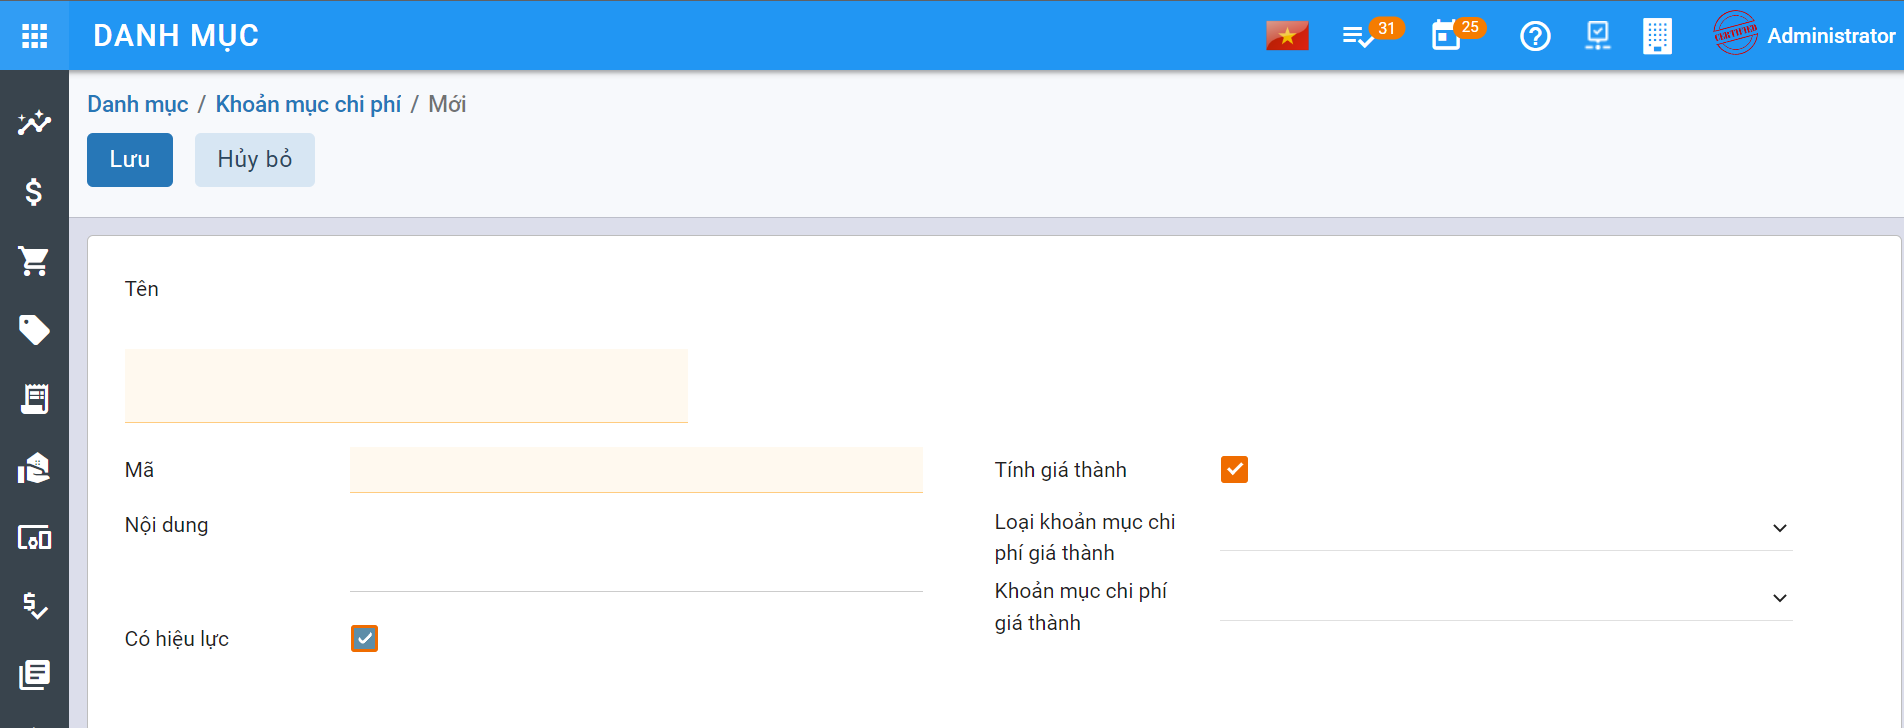 DANH MỤC
31
25
CERTIFIED
Administrator
Danh mục / Khoản mục chi phí / Mới
Lưu
Hủy bỏ
Tên
Mã
Tính giá thành
Nội dung
Loại khoản mục chi
phí giá thành
Khoản mục chi phí
giá thành
Có hiệu lực